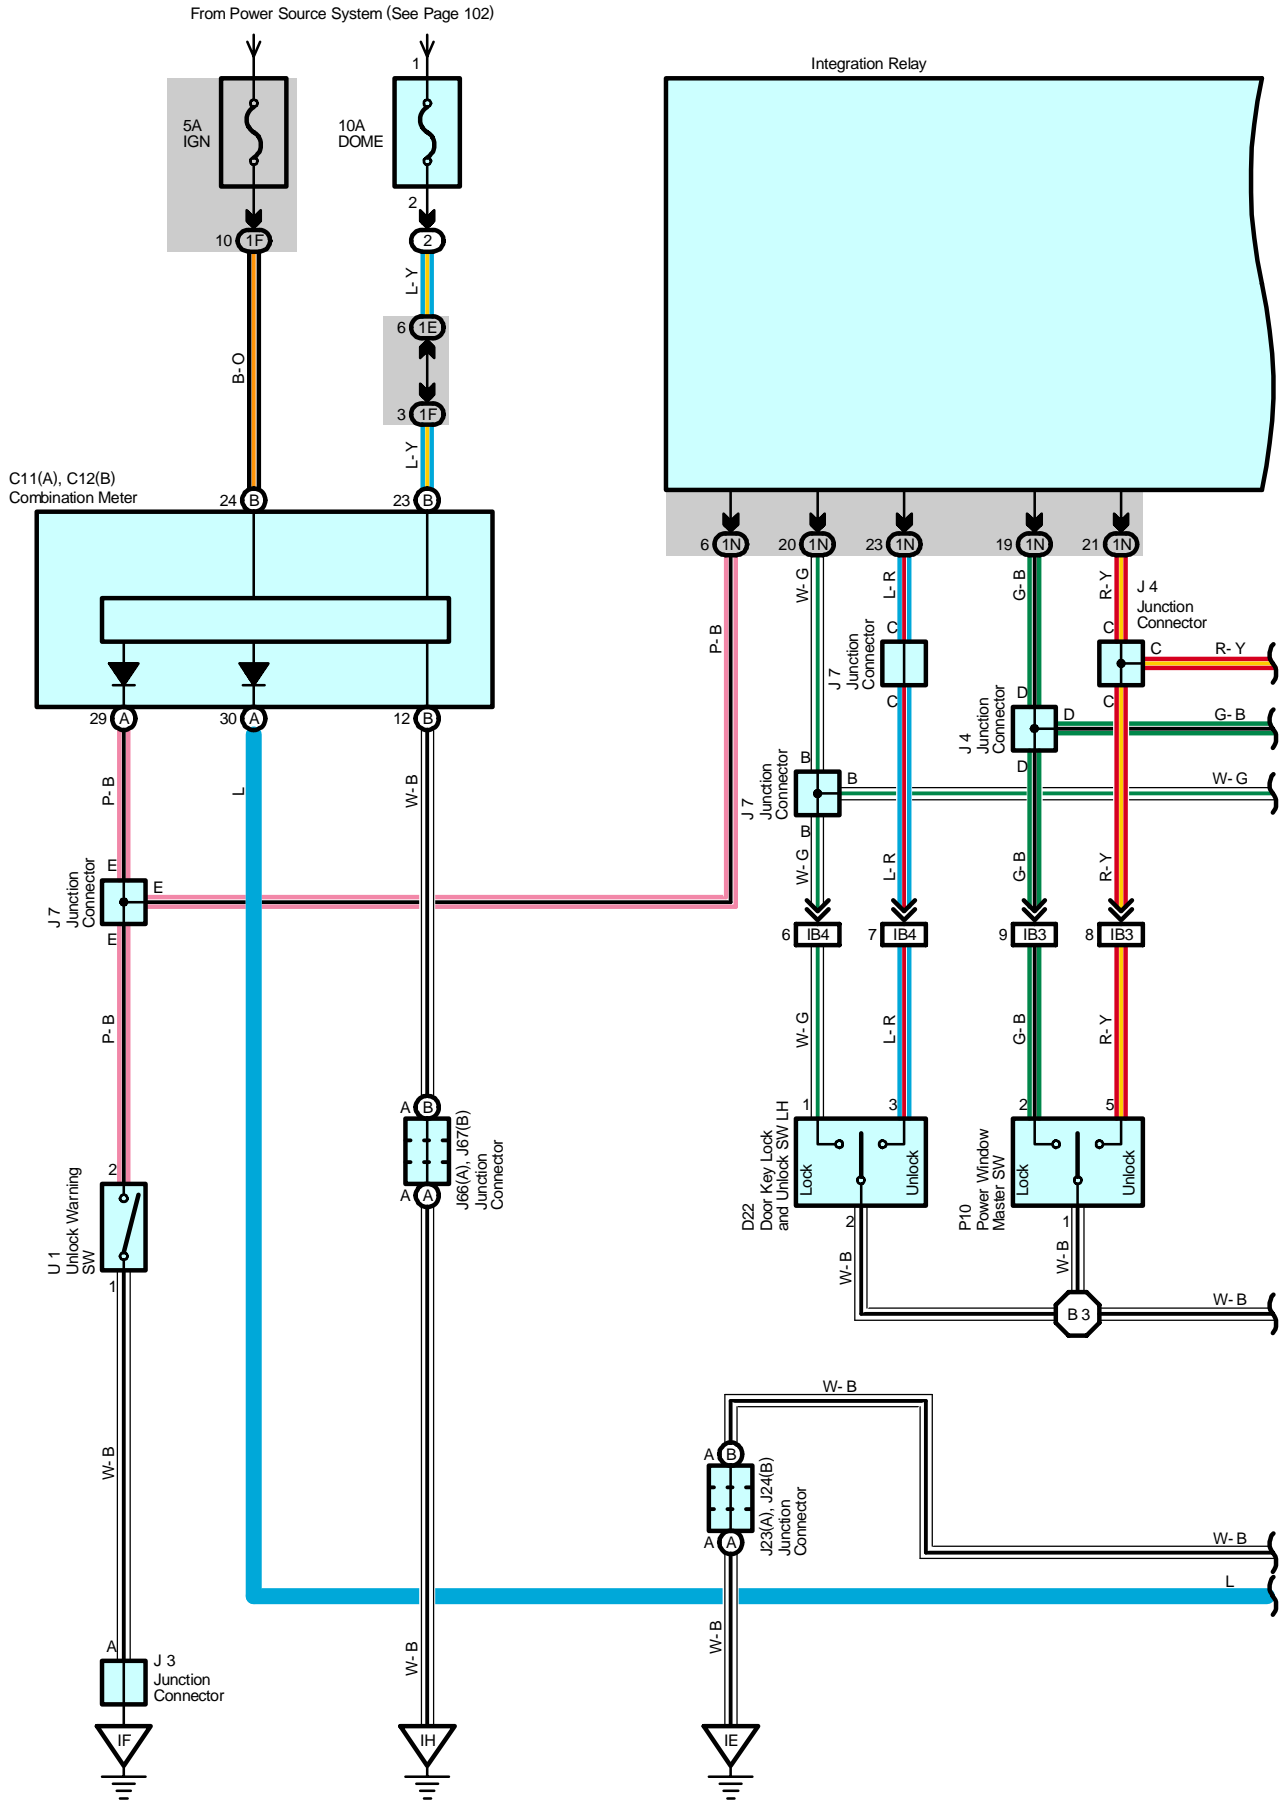 From Power Source System (See Page 102)
Integration Relay
1
5A
IGN
10A
DOME
2
10 1F
2
L- Y
6 1E
B- O
3 1F
L- Y
C11(A), C12(B)
Combination Meter
24 B
23 B
6 1N
20 1N
23 1N
19 1N
21 1N
P- B
W- G
L- R
G- B
R- Y
J 4
Junction
Connector
C
C
R- Y
C
J 7
Junction
Connector
C
C
D
D
G- B
D
J 4
Junction
Connector
29 A
30 A
12 B
P- B
L
W- B
B
B
W- G
B
J 7
Junction
Connector
W- G
L- R
G- B
R- Y
E
E
E
J 7
Junction
Connector
6 IB4
7 IB4
9 IB3
8 IB3
P- B
W- G
L- R
G- B
R- Y
A B
A A
J66(A), J67(B)
Junction
Connector
1
3
Lock
Unlock
2
D22
Door Key Lock
and Unlock SW LH
2
5
Lock
Unlock
1
P10
Power Window
Master SW
2
1
U 1
Unlock Warning
SW
W- B
W- B
B 3
W- B
W- B
W- B
A B
A A
J23(A), J24(B)
Junction
Connector
W- B
L
W- B
W- B
A
J 3
Junction
Connector
IF
IH
IE